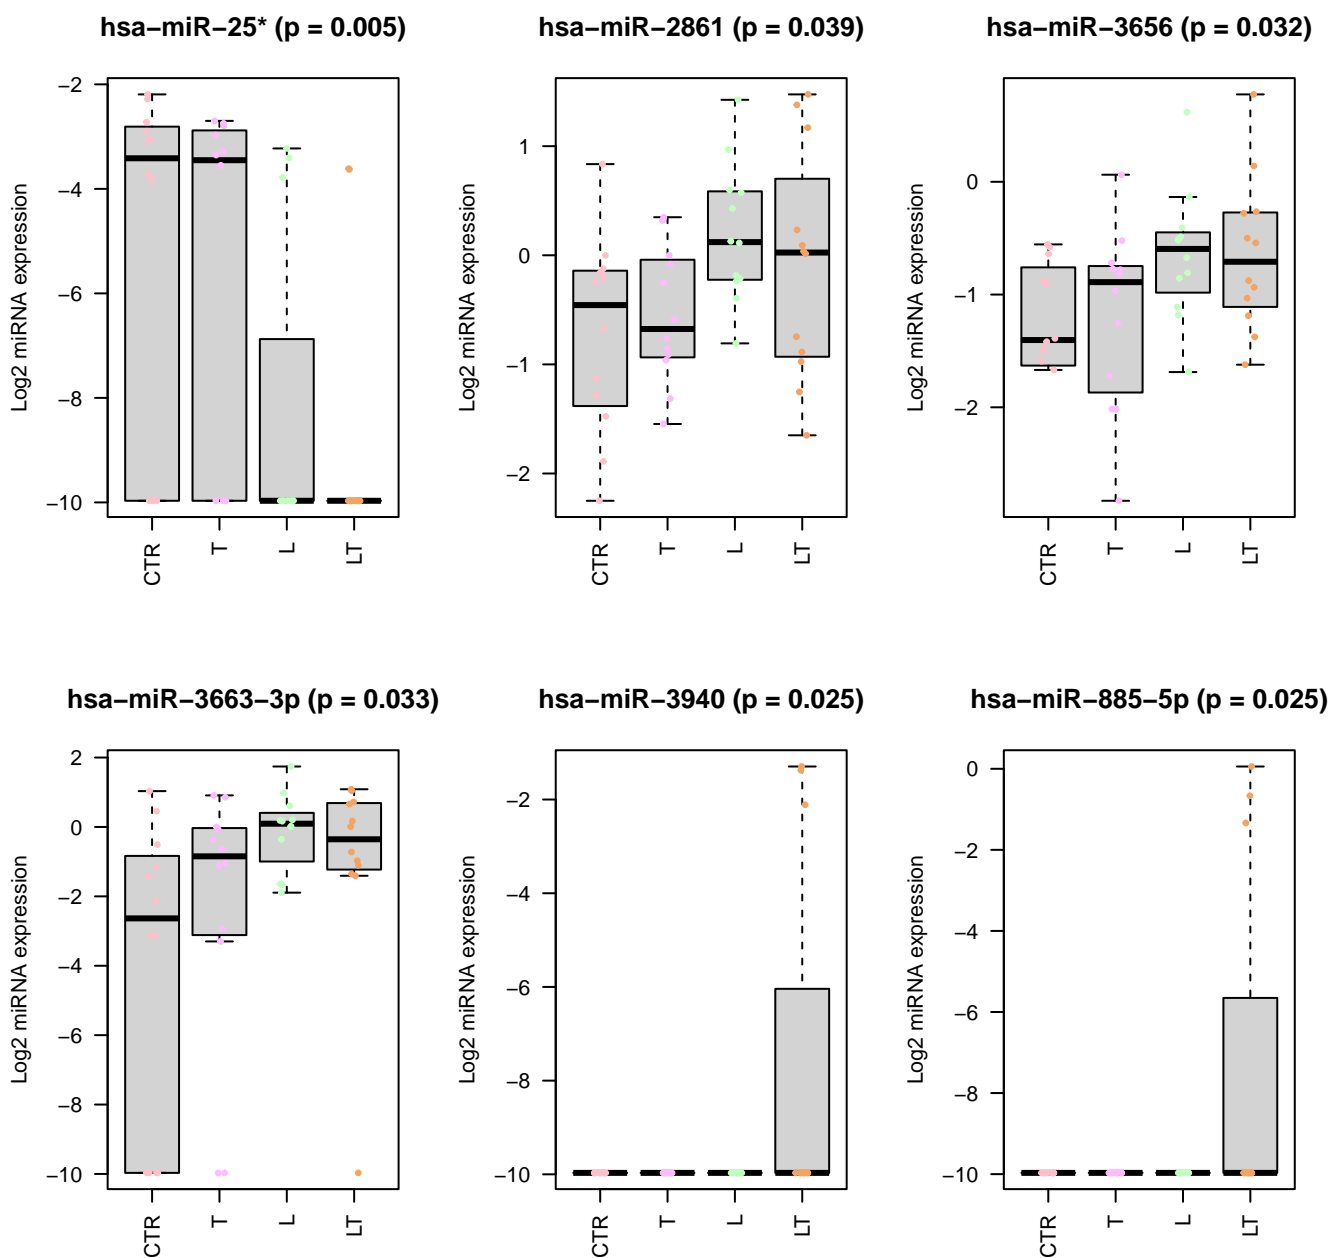 hsa−miR−25* (p = 0.005)
Log2 miRNA expression
−2
−4
−6
−8
−10
CTR
T
L
LT
hsa−miR−2861 (p = 0.039)
Log2 miRNA expression
1
0
−1
−2
CTR
T
L
LT
hsa−miR−3656 (p = 0.032)
Log2 miRNA expression
0
−1
−2
CTR
T
L
LT
hsa−miR−3663−3p (p = 0.033)
Log2 miRNA expression
2
0
−2
−4
−6
−8
−10
CTR
T
L
LT
hsa−miR−3940 (p = 0.025)
Log2 miRNA expression
−2
−4
−6
−8
−10
CTR
T
L
LT
hsa−miR−885−5p (p = 0.025)
Log2 miRNA expression
0
−2
−4
−6
−8
−10
CTR
T
L
LT